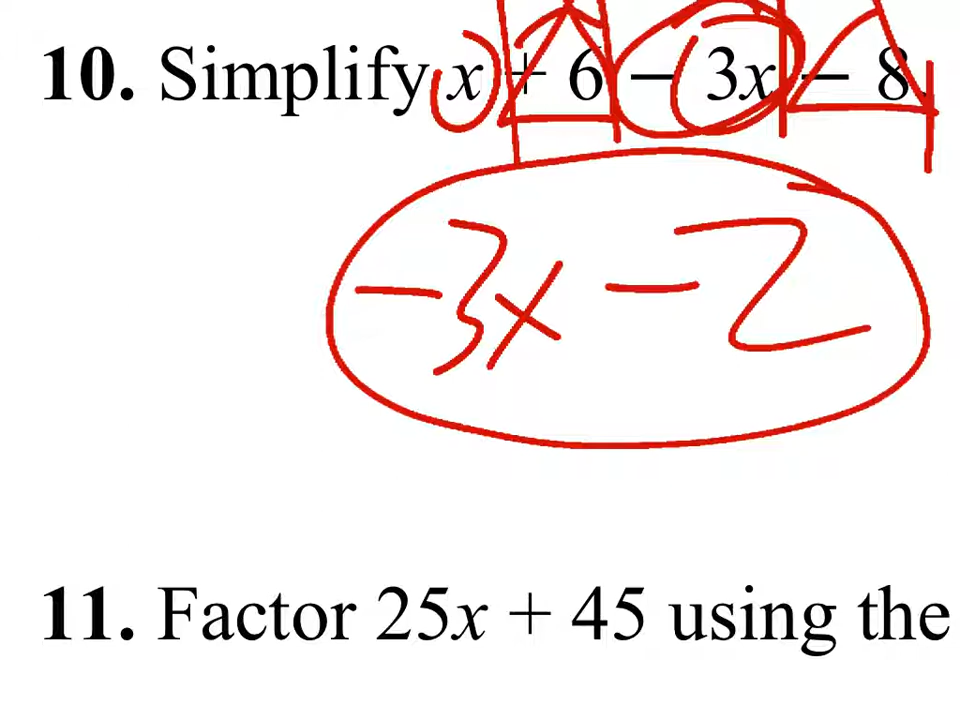 10. Simplify x + 6 − 3x − 8.
-3x - 2
11. Factor 25x + 45 using the